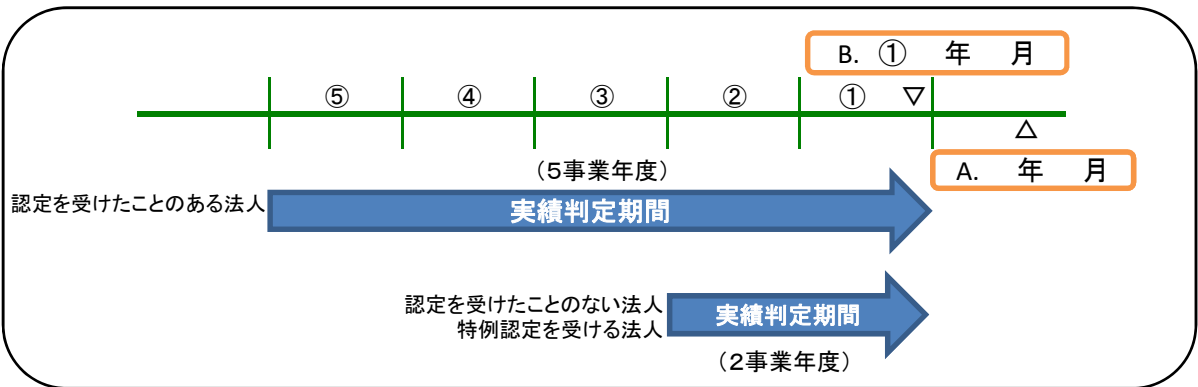 B. ① 年 月
⑤ ④ ③ ② ① ▽
△
A. 年 月
(5事業年度)
認定を受けたことのある法人
実績判定期間
認定を受けたことのない法人
特例認定を受ける法人
実績判定期間
(2事業年度)